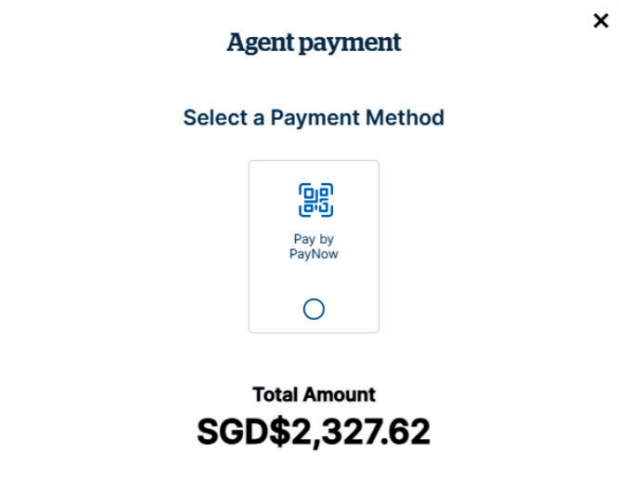 Agent payment
Select a Payment Method
Pay by
PayNow
Total Amount
SGD$2,327.62